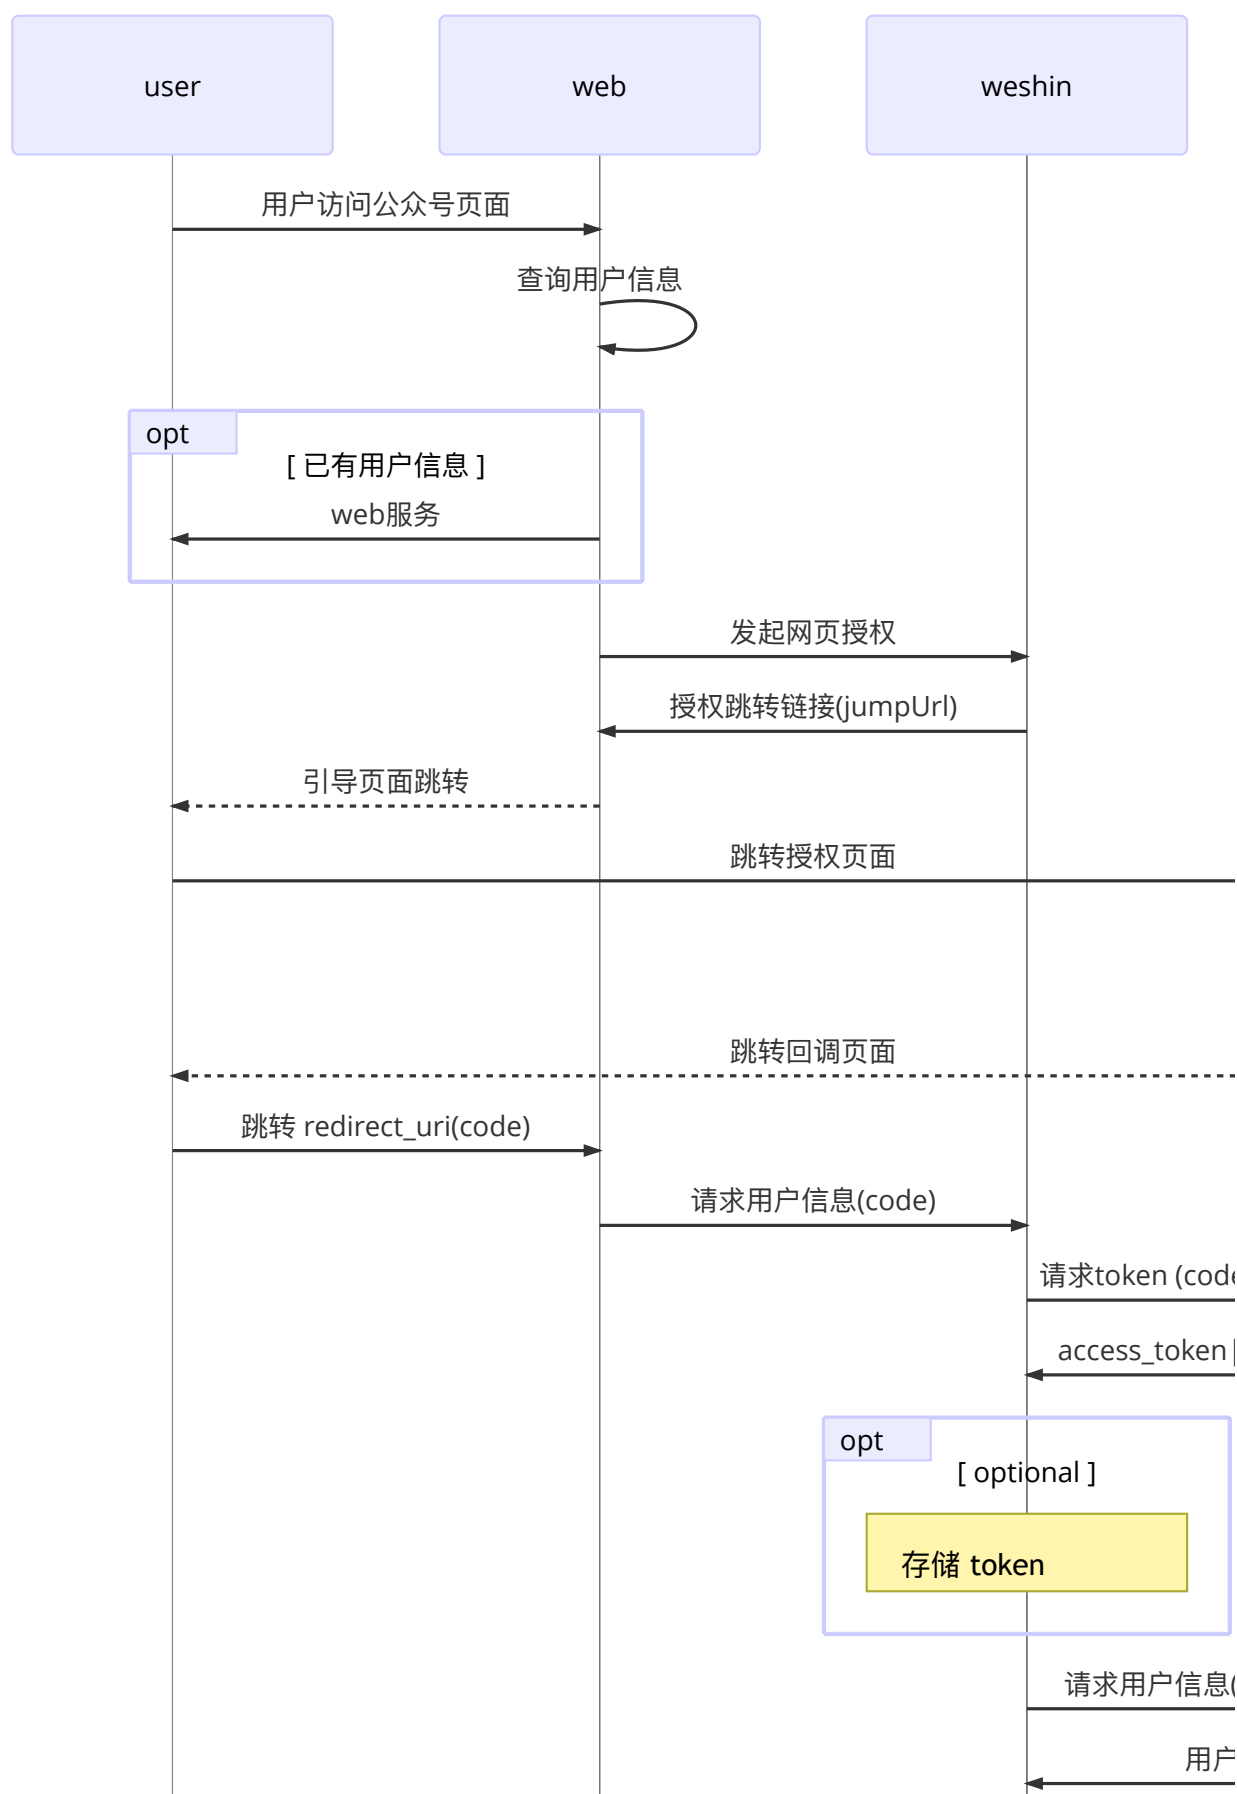 user
web
weshin
用户访问公众号页面
查询用户信息
opt
[ 已有用户信息 ]
web服务
发起网页授权
授权跳转链接(jumpUrl)
引导页面跳转
跳转授权页面
跳转回调页面
跳转 redirect_uri(code)
请求用户信息(code)
请求token (code
access_token
opt
[ optional ]
存储 token
请求用户信息(
用户